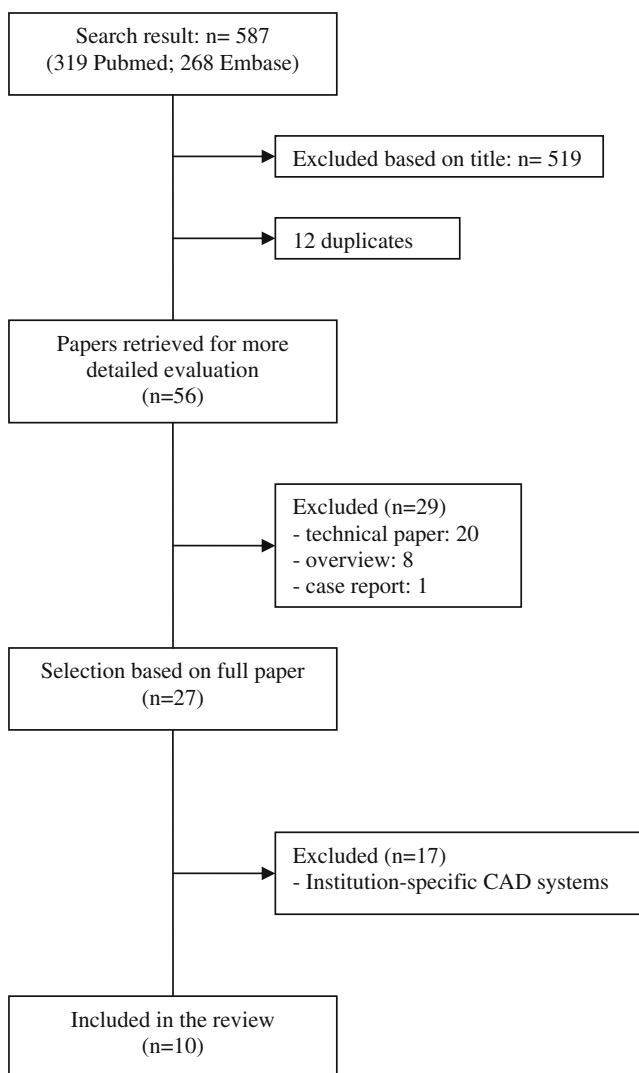 Search result: n= 587
(319 Pubmed; 268 Embase)
Excluded based on title: n= 519
12 duplicates
Papers retrieved for more
detailed evaluation
(n=56)
Excluded (n=29)
- technical paper: 20
- overview: 8
- case report: 1
Selection based on full paper
(n=27)
Excluded (n=17)
- Institution-specific CAD systems
Included in the review
(n=10)